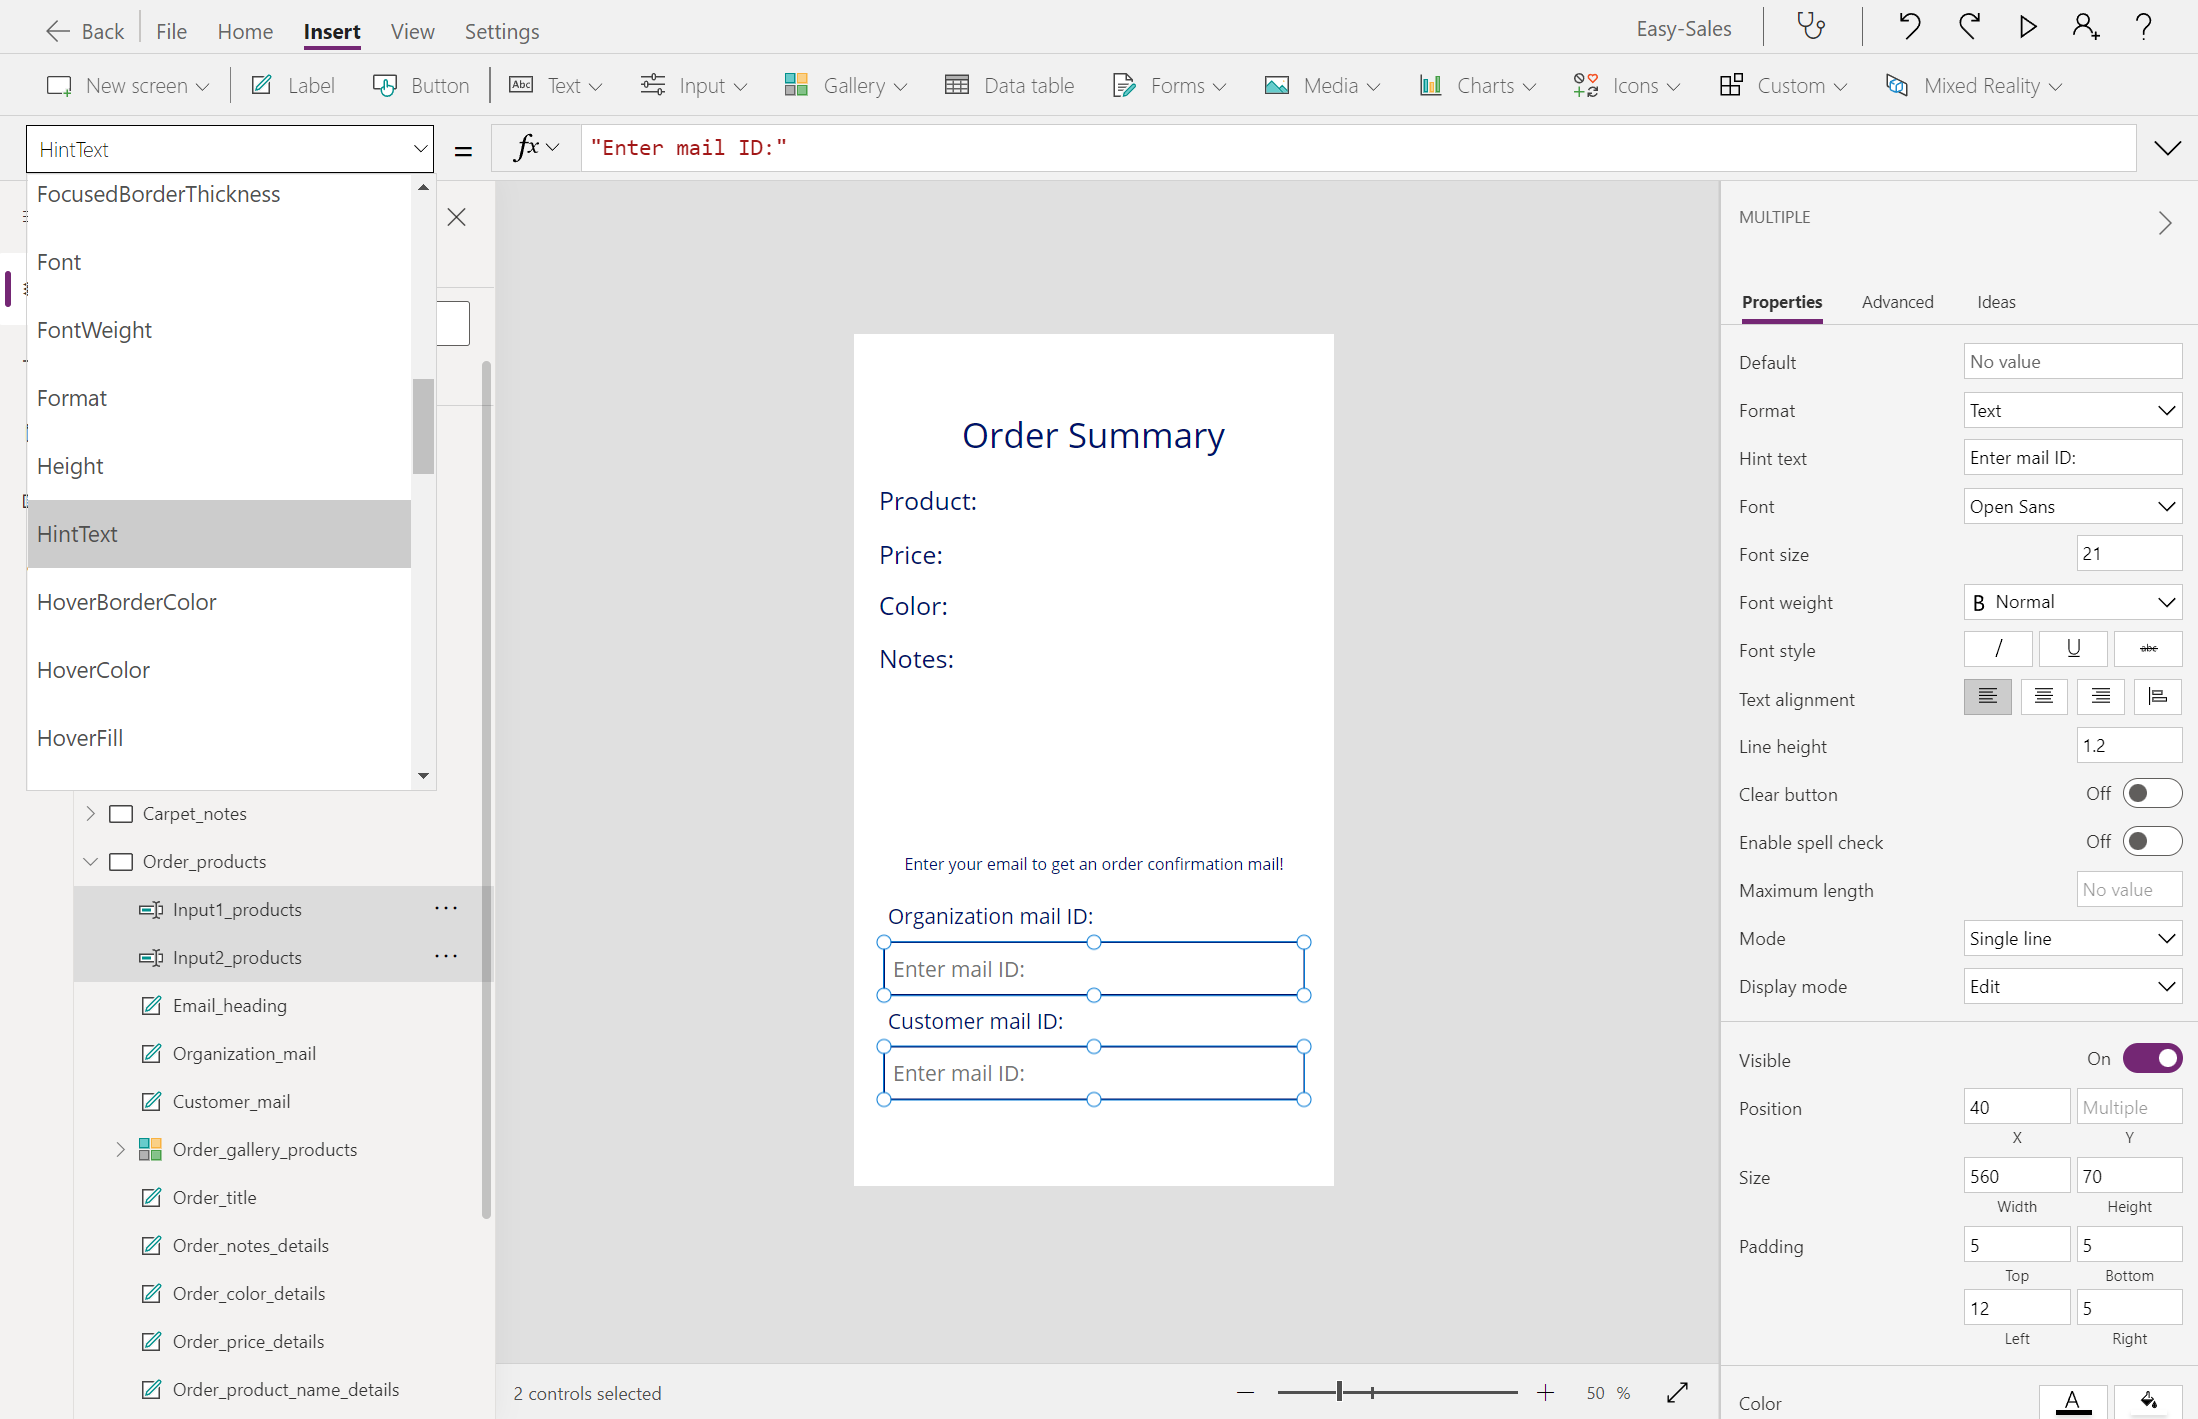 Back File Home Insert View Settings Easy-Sales
New screen Label Button Abc Text Input Gallery Data table Forms Media Charts Icons Custom Mixed Reality
HintText = fx "Enter mail ID:"
FocusedBorderThickness
Font
FontWeight
Format
Height
HintText
HoverBorderColor
HoverColor
HoverFill
Carpet_notes
Order_products
Input1_products ...
Input2_products ...
Email_heading
Organization_mail
Customer_mail
Order_gallery_products
Order_title
Order_notes_details
Order_color_details
Order_price_details
Order_product_name_details
Order Summary
Product:
Price:
Color:
Notes:
Enter your email to get an order confirmation mail!
Organization mail ID:
Enter mail ID:
Customer mail ID:
Enter mail ID:
2 controls selected
50 %
MULTIPLE
Properties Advanced Ideas
Default No value
Format Text
Hint text Enter mail ID:
Font Open Sans
Font size 21
Font weight B Normal
Font style / U abc
Text alignment
Line height 1.2
Clear button Off
Enable spell check Off
Maximum length No value
Mode Single line
Display mode Edit
Visible On
Position 40 Multiple
X Y
Size 560 70
Width Height
Padding 5 5
Top Bottom
12 5
Left Right
Color A